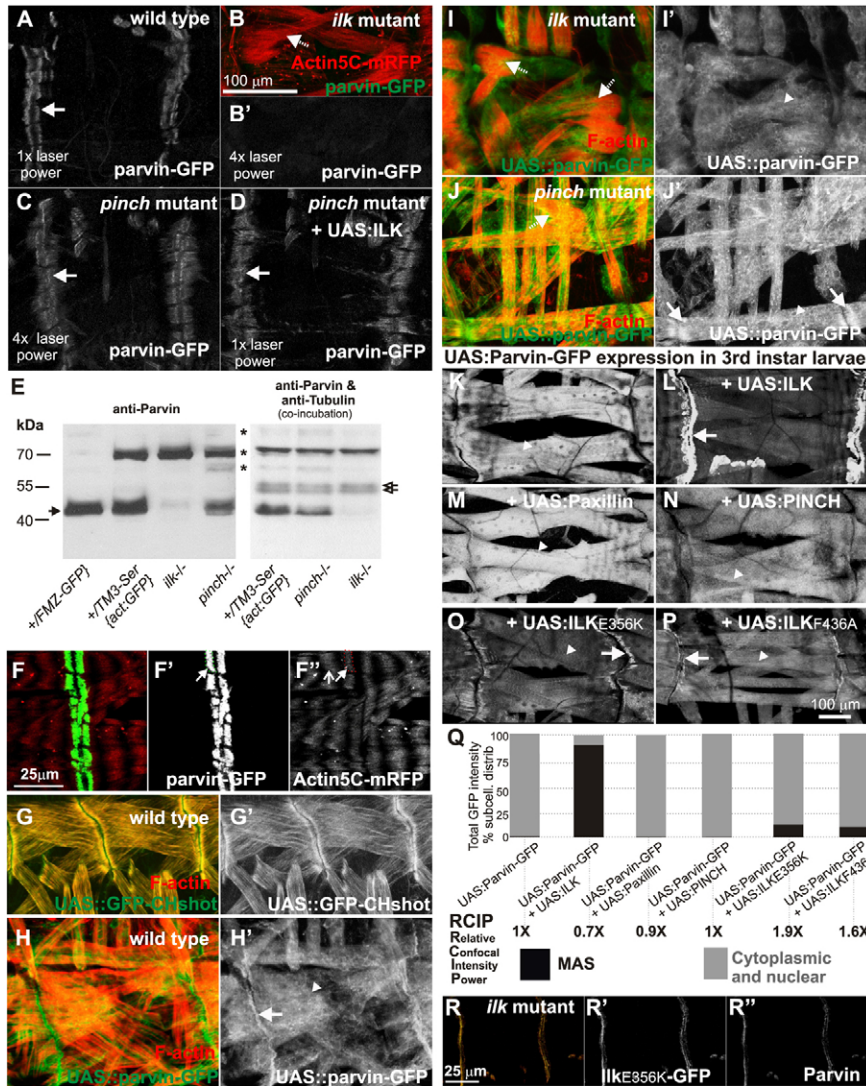 A
wild type
1x laser
power
parvin-GFP
B
ilk mutant
Actin5C-mRFP
100 µm
parvin-GFP
B'
4x laser
power
parvin-GFP
C
pinch mutant
4x laser
power
parvin-GFP
D
pinch mutant
+ UAS:ILK
1x laser
power
parvin-GFP
E
anti-Parvin
anti-Parvin &
anti-Tubulin
(co-incubation)
kDa
70
55
40
*
*
*
+/FMZ-GFP}
+/TM3-Ser
{act:GFP}
ilk-/-
pinch-/-
+/TM3-Ser
{act:GFP}
pinch-/-
ilk-/-
F
25µm
F'
parvin-GFP
F"
Actin5C-mRFP
G
wild type
F-actin
UAS::GFP-CHshot
G'
UAS::GFP-CHshot
H
wild type
F-actin
UAS::parvin-GFP
H'
UAS::parvin-GFP
I
ilk mutant
F-actin
UAS::parvin-GFP
I'
UAS::parvin-GFP
J
pinch mutant
F-actin
UAS::parvin-GFP
J'
UAS::parvin-GFP
UAS:Parvin-GFP expression in 3rd instar larvae
K
L
+ UAS:ILK
M
+ UAS:Paxillin
N
+ UAS:PINCH
O
+ UAS:ILKE356K
P
+ UAS:ILKF436A
100 µm
Q
Total GFP intensity
% subcell. distrib
100
75
50
25
0
UAS:Parvin-GFP
UAS:Parvin-GFP
+ UAS:ILK
UAS:Parvin-GFP
+ UAS:Paxillin
UAS:Parvin-GFP
+ UAS:PINCH
UAS:Parvin-GFP
+ UAS:ILKE356K
UAS:Parvin-GFP
+ UAS:ILKF436
RCIP
Relative
Confocal
Intensity
Power
1X
0.7X
0.9X
1X
1.9X
1.6X
MAS
Cytoplasmic
and nuclear
R
ilk mutant
25 µm
R'
IlkE356K-GFP
R"
Parvin